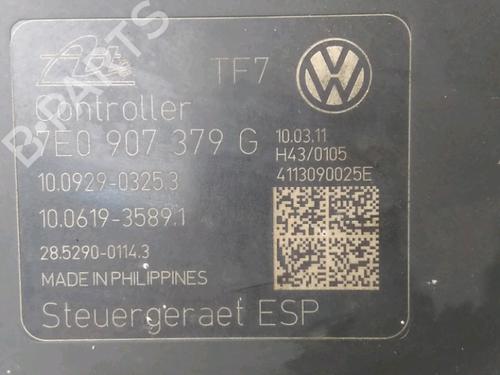 Ate TF7
Controller
7E0 907 379 G
10.03.11
H43/0105
4113090025E
10.0929-0325.3
10.0619-3589.1
28.5290-0114.3
MADE IN PHILIPPINES
Steuergeraet ESP